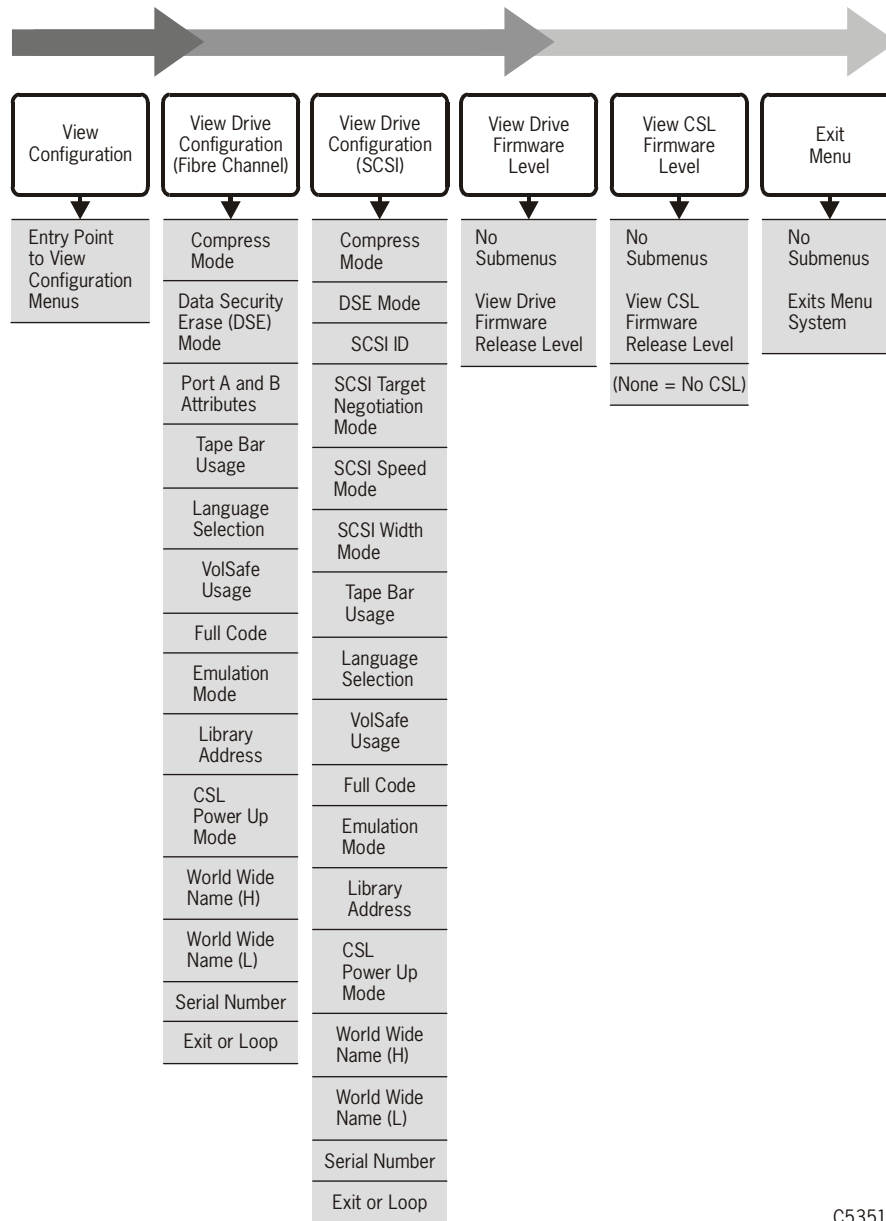 View
Configuration
View Drive
Configuration
(Fibre Channel)
View Drive
Configuration
(SCSI)
View Drive
Firmware
Level
View CSL
Firmware
Level
Exit
Menu
Entry Point
to View
Configuration
Menus
Compress
Mode
Data Security
Erase (DSE)
Mode
Port A and B
Attributes
Tape Bar
Usage
Language
Selection
VolSafe
Usage
Full Code
Emulation
Mode
Library
Address
CSL
Power Up
Mode
World Wide
Name (H)
World Wide
Name (L)
Serial Number
Exit or Loop
Compress
Mode
DSE Mode
SCSI ID
SCSI Target
Negotiation
Mode
SCSI Speed
Mode
SCSI Width
Mode
Tape Bar
Usage
Language
Selection
VolSafe
Usage
Full Code
Emulation
Mode
Library
Address
CSL
Power Up
Mode
World Wide
Name (H)
World Wide
Name (L)
Serial Number
Exit or Loop
No
Submenus
View Drive
Firmware
Release Level
No
Submenus
View CSL
Firmware
Release Level
(None = No CSL)
No
Submenus
Exits Menu
System
C5351